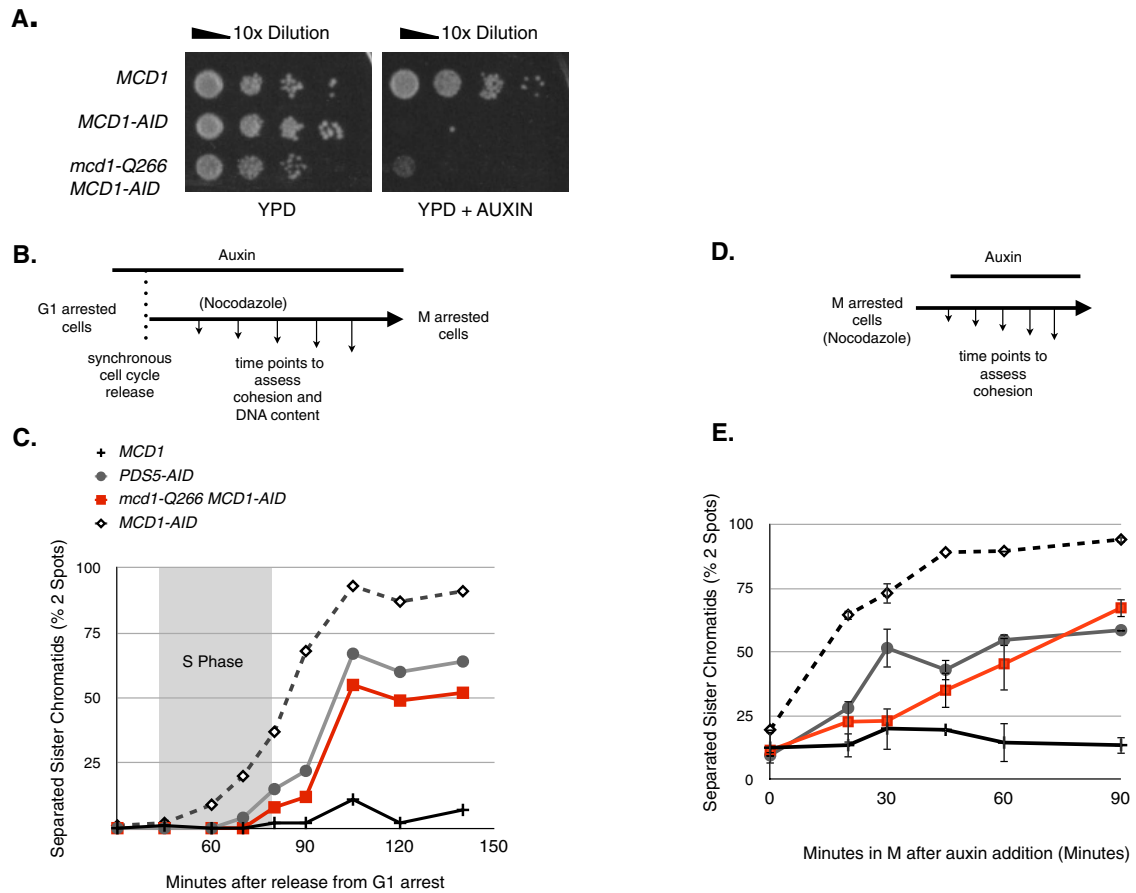 A.
10x Dilution
10x Dilution
MCD1
MCD1-AID
mcd1-Q266
MCD1-AID
YPD
YPD + AUXIN
B.
Auxin
G1 arrested
cells
(Nocodazole)
M arrested
cells
synchronous
cell cycle
release
time points to
assess
cohesion and
DNA content
D.
Auxin
M arrested
cells
(Nocodazole)
time points to
assess
cohesion
C.
MCD1
PDS5-AID
mcd1-Q266 MCD1-AID
MCD1-AID
Separated Sister Chromatids (% 2 Spots)
100
75
50
25
S Phase
60
90
120
150
Minutes after release from G1 arrest
E.
Separated Sister Chromatids (% 2 Spots)
100
75
50
25
0
0
30
60
90
Minutes in M after auxin addition (Minutes)